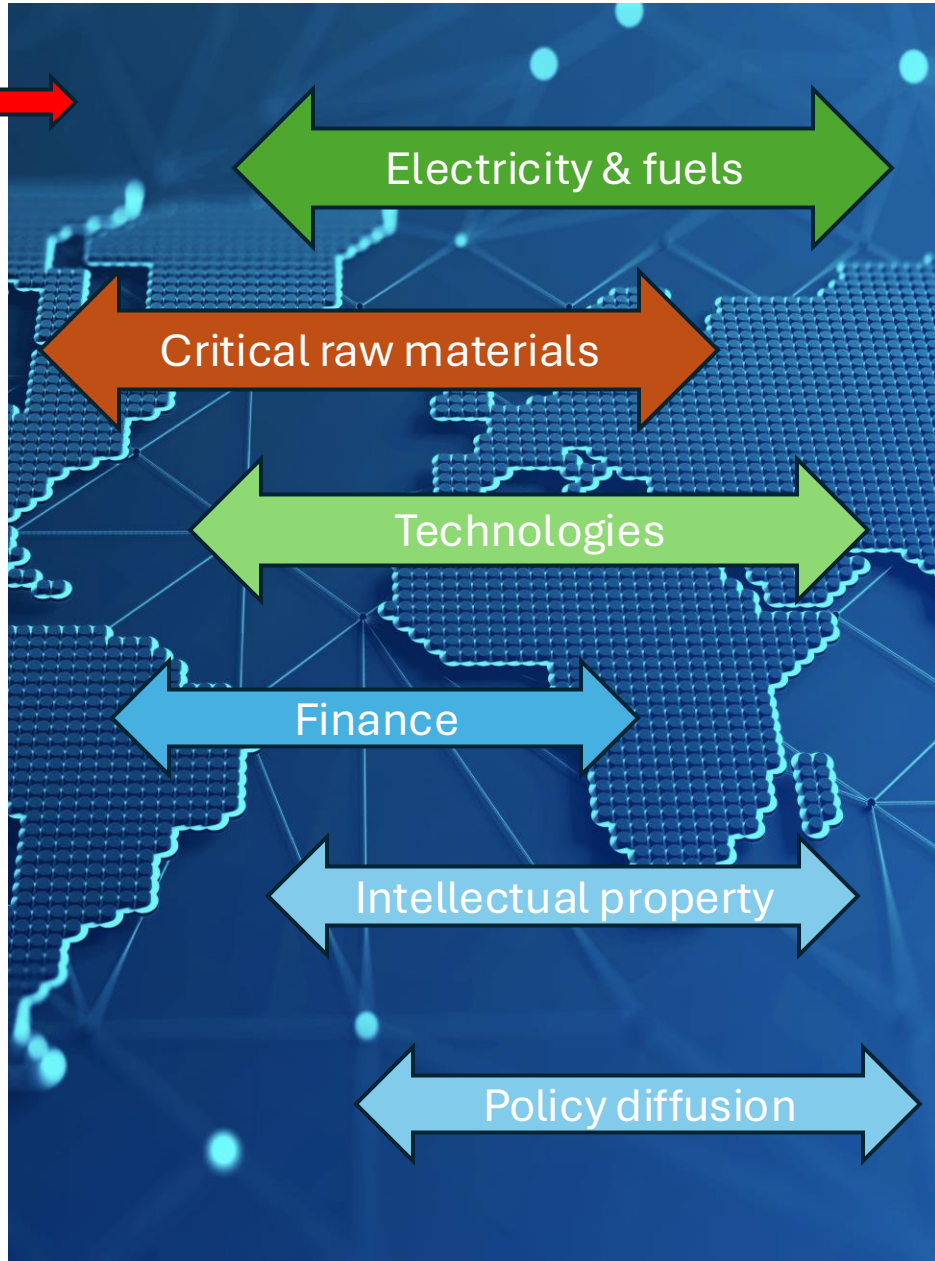 Electricity & fuels
Critical raw materials
Technologies
Finance
Intellectual property
Policy diffusion